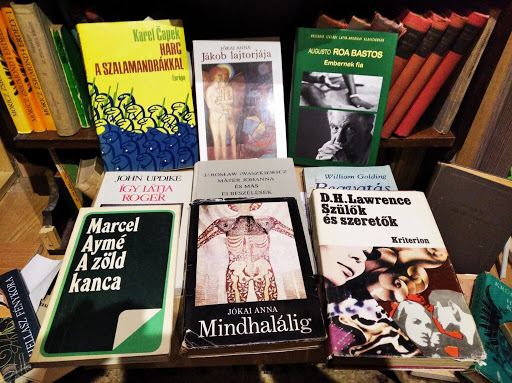 Karel Čapek
HARC
A SZALAMANDRÁKKAL
Európa
JÓKAI ANNA
Jákob lajtorjája
AUGUSTO ROA BASTOS
Embernek fia
JOHN UPDIKE
ÍGY LÁTJA
ROGER
JAROSŁAW IWASZKIEWICZ
MÁTER JOHANNA
ÉS MÁS
ELBESZÉLÉSEK
William Golding
Beavatás
Marcel
Aymé
A zöld
kanca
JÓKAI ANNA
Mindhalálig
D.H. Lawrence
Szülők
és szeretők
Kriterion
HELLASZ FÉNYKORA